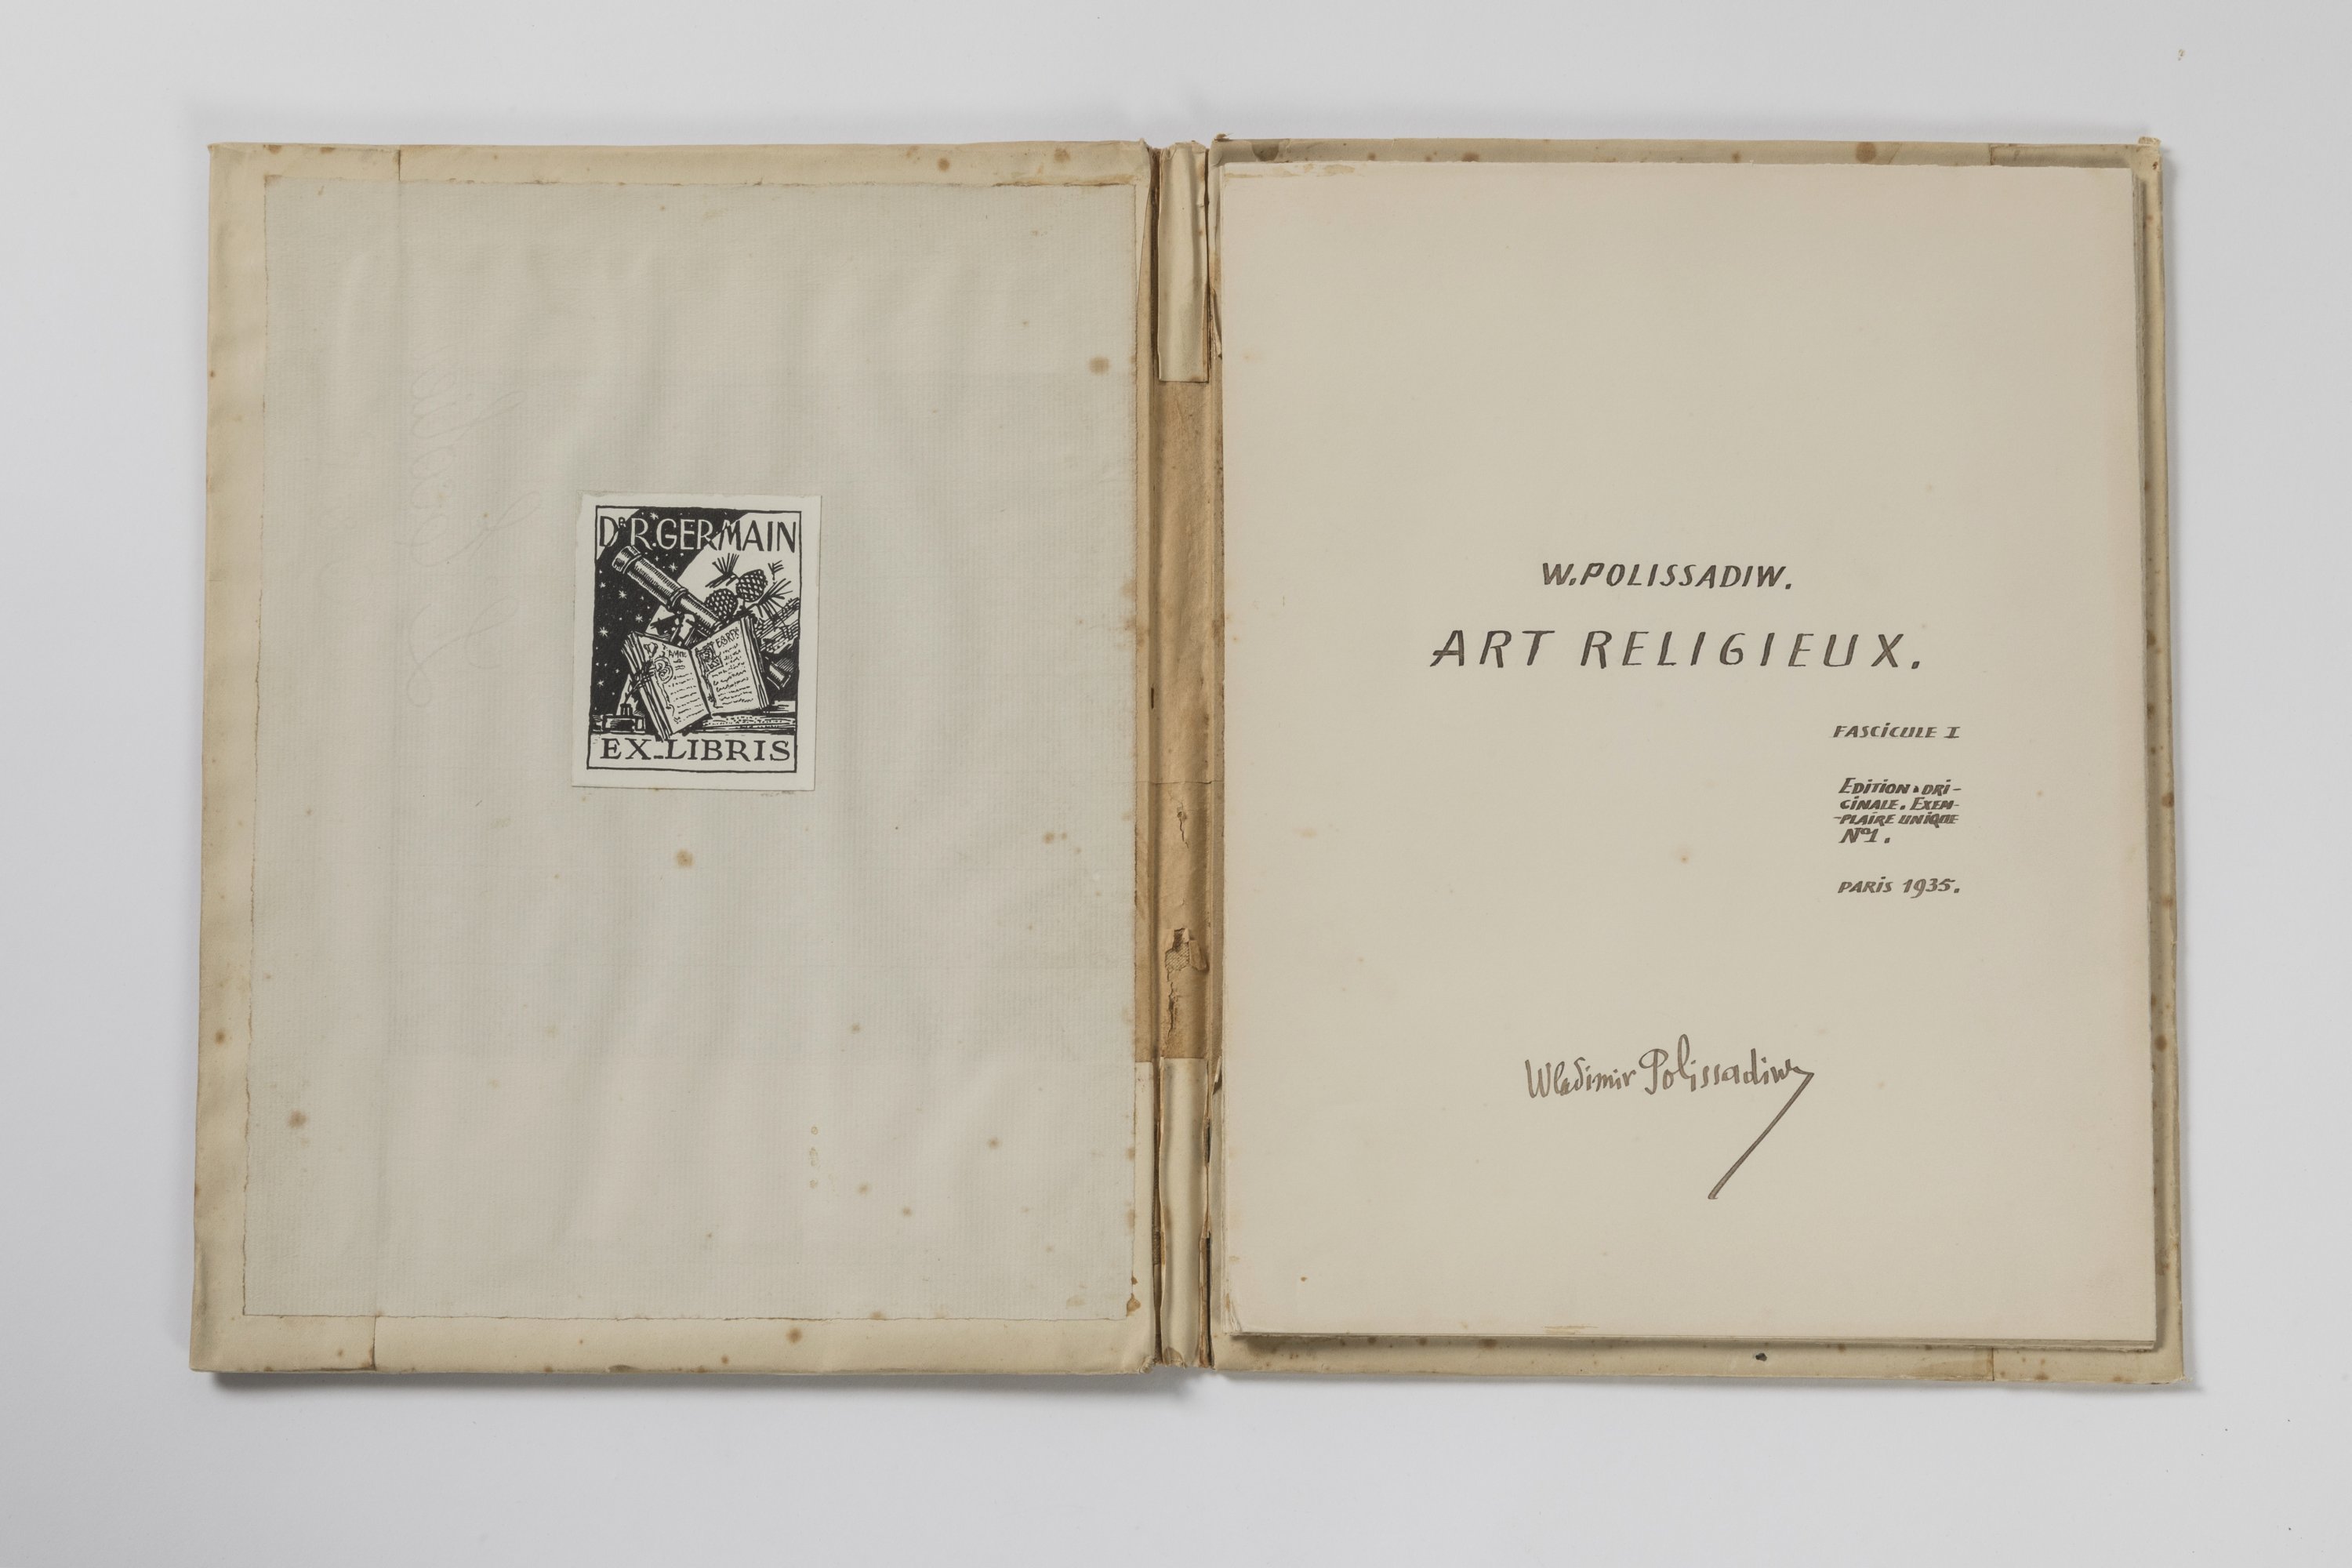 Dr R. GERMAIN
EX-LIBRIS
W. POLISSADIW.
ART RELIGIEUX.
FASCICULE I
EDITION ORI-
GINALE. EXEM-
-PLAIRE UNIQUE
Nº1.
PARIS 1935.
Wladimir Polissadiw